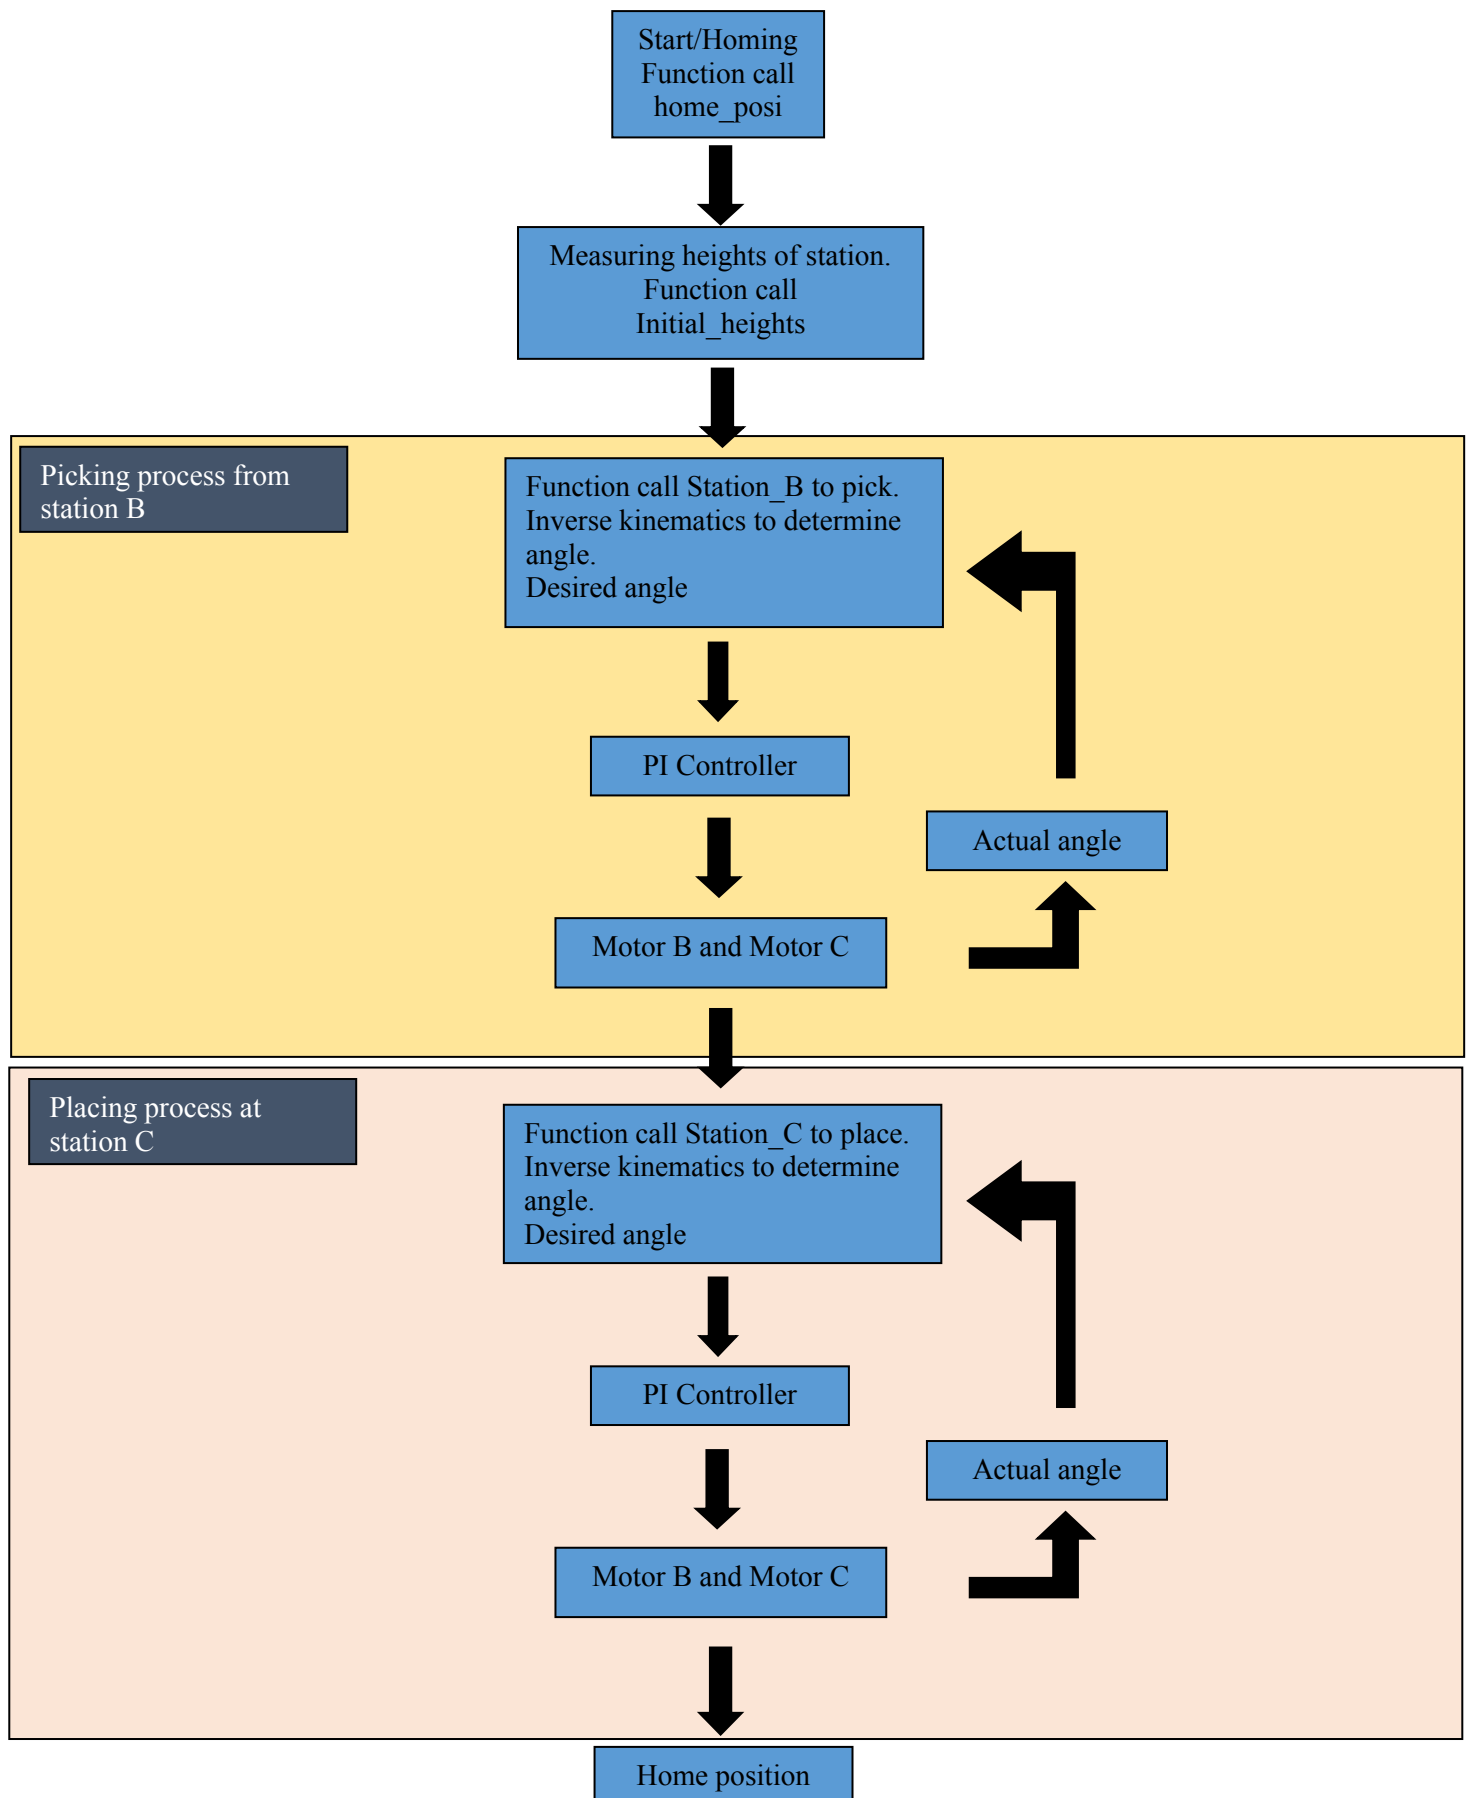 Start/Homing
Function call
home_posi
Measuring heights of station.
Function call
Initial_heights
Picking process from
station B
Function call Station_B to pick.
Inverse kinematics to determine
angle.
Desired angle
PI Controller
Actual angle
Motor B and Motor C
Placing process at
station C
Function call Station_C to place.
Inverse kinematics to determine
angle.
Desired angle
PI Controller
Actual angle
Motor B and Motor C
Home position